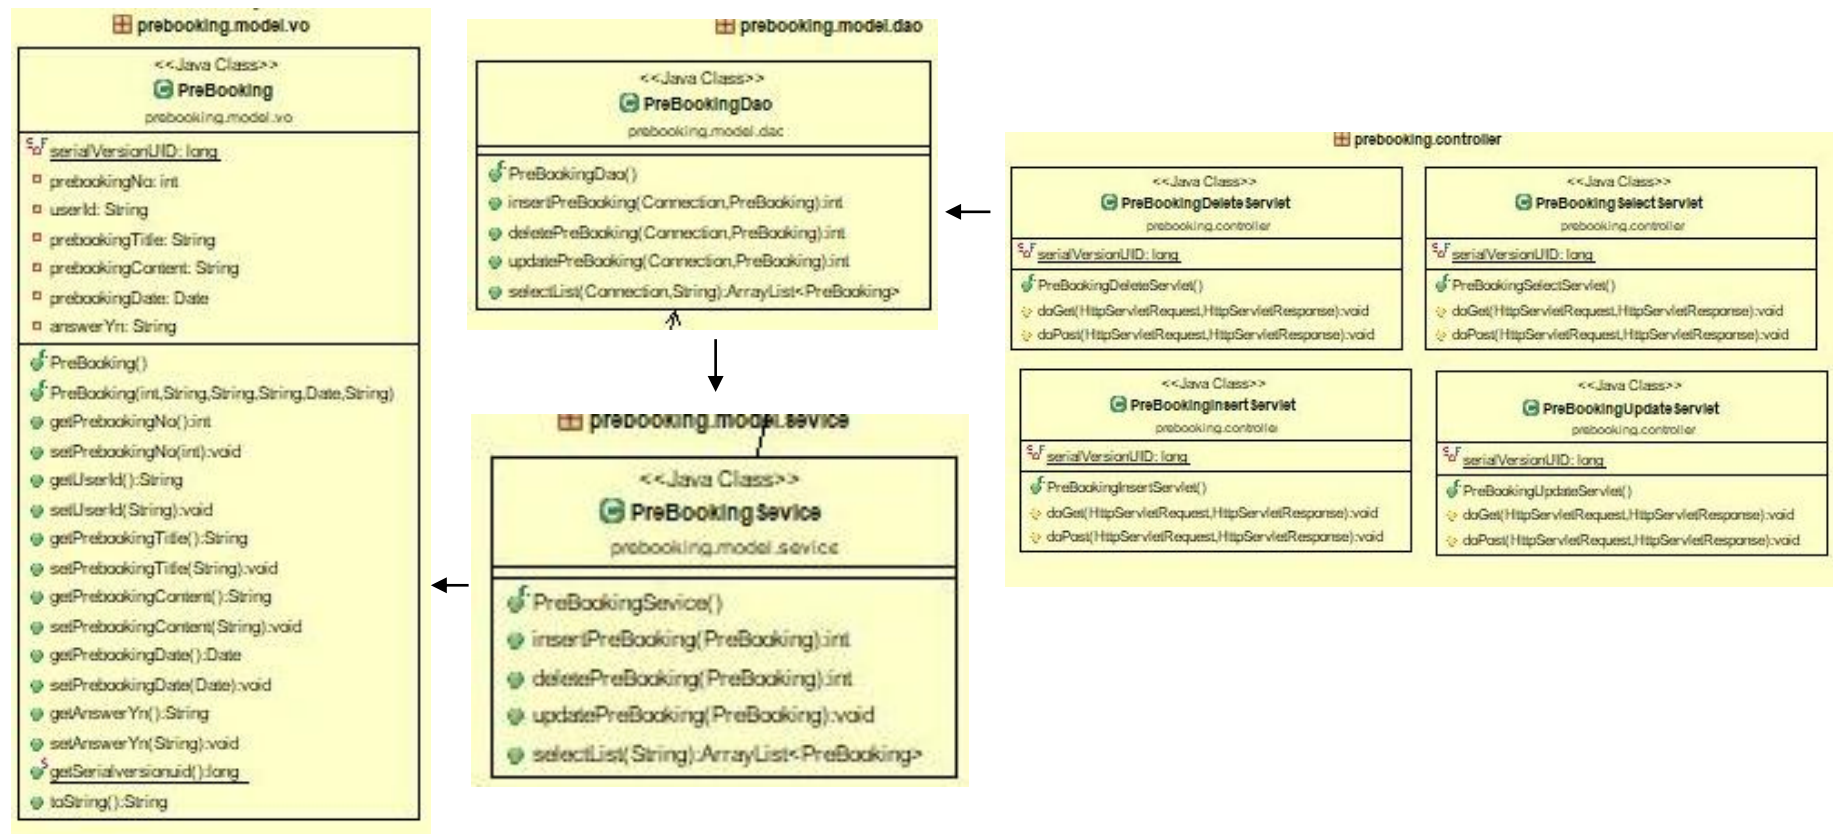 prebooking.model.vo
<<Java Class>>
PreBooking
prebooking.model.vo
serialVersionUID: long
prebookingNo: int
userId: String
prebookingTitle: String
prebookingContent: String
prebookingDate: Date
answerYn: String
PreBooking()
PreBooking(int,String,String,String,Date,String)
getPrebookingNo():int
setPrebookingNo(int):void
getUserId():String
setUserId(String):void
getPrebookingTitle():String
setPrebookingTitle(String):void
getPrebookingContent():String
setPrebookingContent(String):void
getPrebookingDate():Date
setPrebookingDate(Date):void
getAnswerYn():String
setAnswerYn(String):void
getSerialversionuid():long
toString():String
prebooking.model.dao
<<Java Class>>
PreBookingDao
prebooking.model.dao
PreBookingDao()
insertPreBooking(Connection,PreBooking):int
deletePreBooking(Connection,PreBooking):int
updatePreBooking(Connection,PreBooking):int
selectList(Connection,String):ArrayList<PreBooking>
prebooking.model.sevice
<<Java Class>>
PreBookingSevice
prebooking.model.sevice
PreBookingSevice()
insertPreBooking(PreBooking):int
deletePreBooking(PreBooking):int
updatePreBooking(PreBooking):void
selectList(String):ArrayList<PreBooking>
prebooking.controller
<<Java Class>>
PreBookingDeleteServlet
prebooking.controller
serialVersionUID: long
PreBookingDeleteServlet()
doGet(HttpServletRequest,HttpServletResponse):void
doPost(HttpServletRequest,HttpServletResponse):void
<<Java Class>>
PreBookingSelectServlet
prebooking.controller
serialVersionUID: long
PreBookingSelectServlet()
doGet(HttpServletRequest,HttpServletResponse):void
doPost(HttpServletRequest,HttpServletResponse):void
<<Java Class>>
PreBookingInsertServlet
prebooking.controller
serialVersionUID: long
PreBookingInsertServlet()
doGet(HttpServletRequest,HttpServletResponse):void
doPost(HttpServletRequest,HttpServletResponse):void
<<Java Class>>
PreBookingUpdateServlet
prebooking.controller
serialVersionUID: long
PreBookingUpdateServlet()
doGet(HttpServletRequest,HttpServletResponse):void
doPost(HttpServletRequest,HttpServletResponse):void